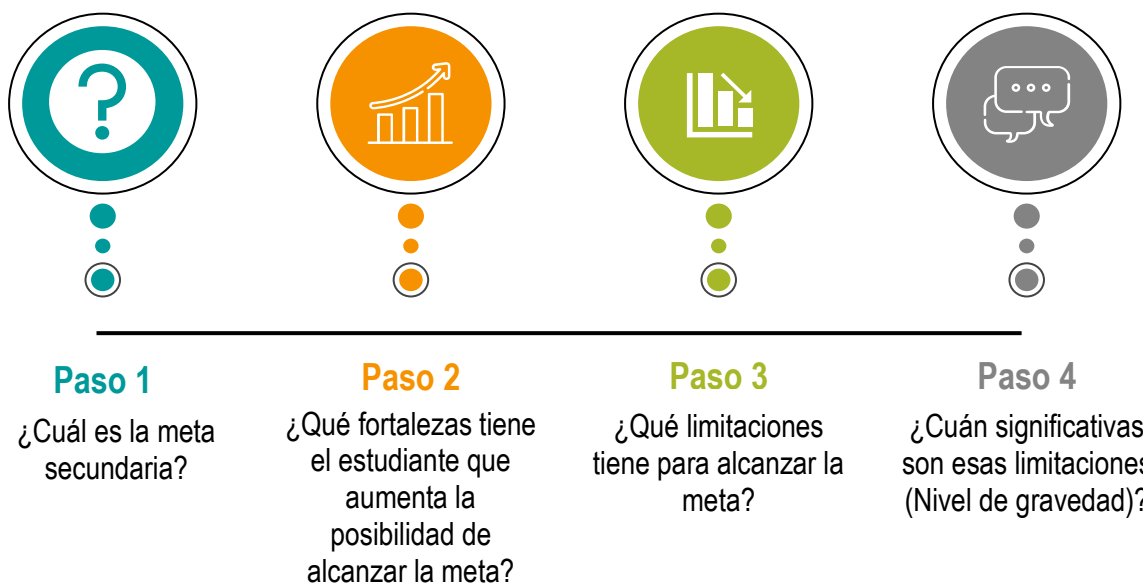 Paso 1
¿Cuál es la meta
secundaria?
Paso 2
¿Qué fortalezas tiene
el estudiante que
aumenta la
posibilidad de
alcanzar la meta?
Paso 3
¿Qué limitaciones
tiene para alcanzar la
meta?
Paso 4
¿Cuán significativas
son esas limitaciones
(Nivel de gravedad)?